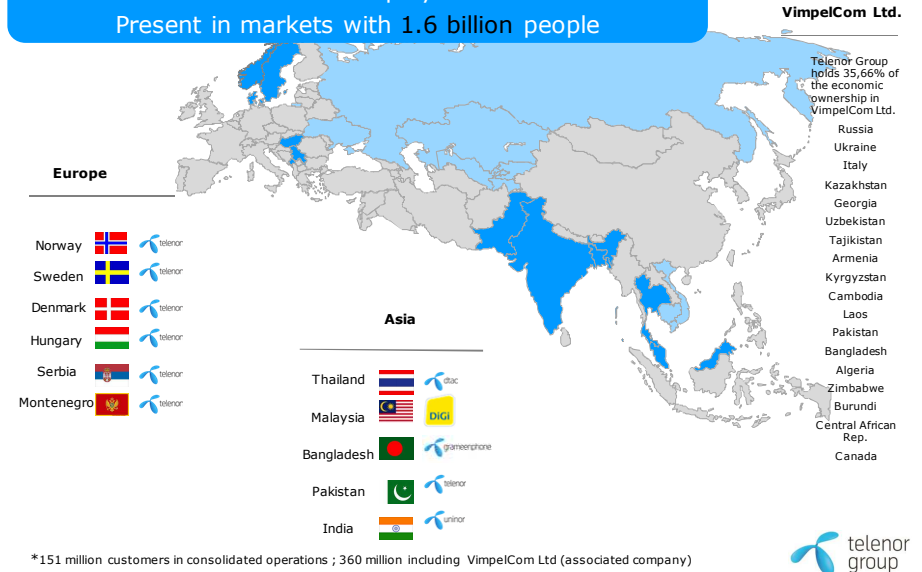 Present in markets with 1.6 billion people
VimpelCom Ltd.
Telenor Group
holds 35,66% of
the economic
ownership in
VimpelCom Ltd.
Russia
Ukraine
Italy
Kazakhstan
Georgia
Uzbekistan
Tajikistan
Armenia
Kyrgyzstan
Cambodia
Laos
Pakistan
Bangladesh
Algeria
Zimbabwe
Burundi
Central African
Rep.
Canada
Europe
Norway telenor
Sweden telenor
Denmark telenor
Hungary telenor
Serbia telenor
Montenegro telenor
Asia
Thailand dtac
Malaysia DiGi
Bangladesh grameenphone
Pakistan telenor
India uninor
*151 million customers in consolidated operations ; 360 million including VimpelCom Ltd (associated company)
telenor
group